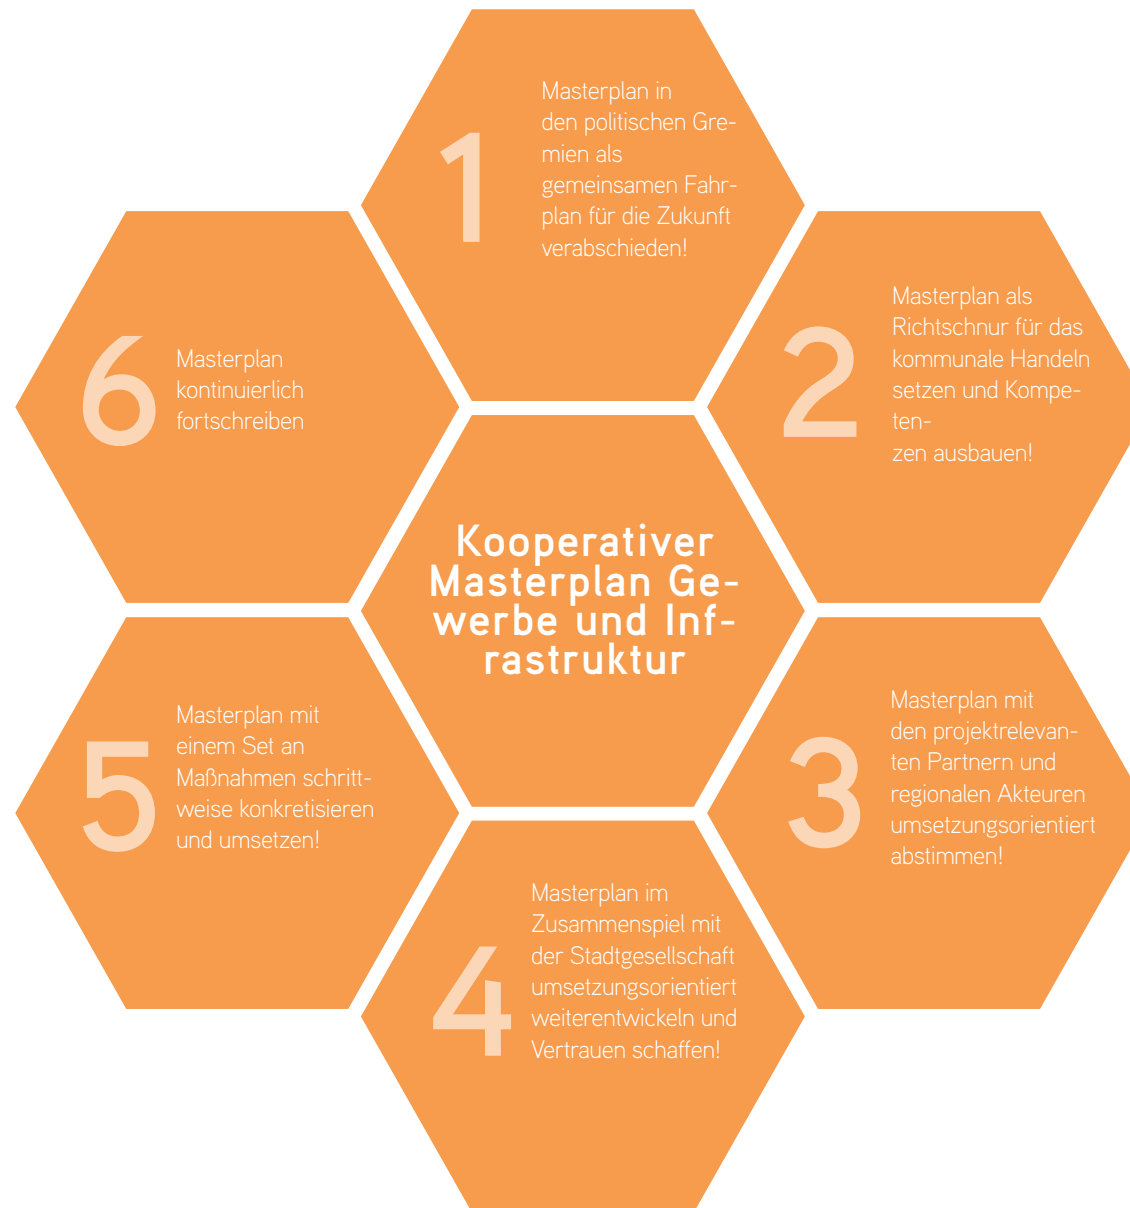 1
Masterplan in
den politischen Gre-
mien als
gemeinsamen Fahr-
plan für die Zukunft
verabschieden!
2
Masterplan als
Richtschnur für das
kommunale Handeln
setzen und Kompe-
ten-
zen ausbauen!
3
Masterplan mit
den projektrelevan-
ten Partnern und
regionalen Akteuren
umsetzungsorientiert
abstimmen!
4
Masterplan im
Zusammenspiel mit
der Stadtgesellschaft
umsetzungsorientiert
weiterentwickeln und
Vertrauen schaffen!
5
Masterplan mit
einem Set an
Maßnahmen schritt-
weise konkretisieren
und umsetzen!
6
Masterplan
kontinuierlich
fortschreiben
Kooperativer
Masterplan Ge-
werbe und Inf-
rastruktur